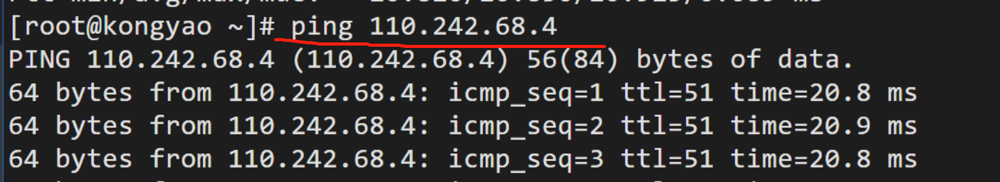 [root@kongyao ~]# ping 110.242.68.4
PING 110.242.68.4 (110.242.68.4) 56(84) bytes of data.
64 bytes from 110.242.68.4: icmp_seq=1 ttl=51 time=20.8 ms
64 bytes from 110.242.68.4: icmp_seq=2 ttl=51 time=20.9 ms
64 bytes from 110.242.68.4: icmp_seq=3 ttl=51 time=20.8 ms